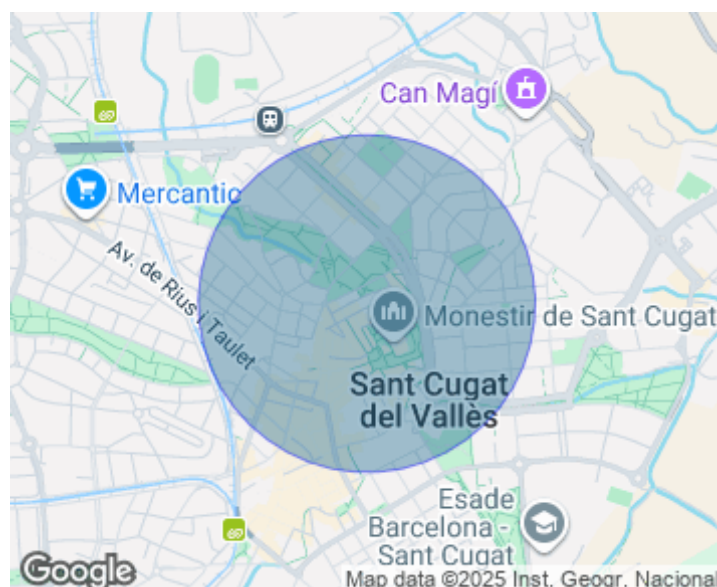 Can Magí
Mercantic
Av. de Rius i Taulet
Monestir de Sant Cugat
Sant Cugat
del Vallès
Esade
Barcelona -
Sant Cugat
Google
Map data ©2025 Inst. Geogr. Nacional